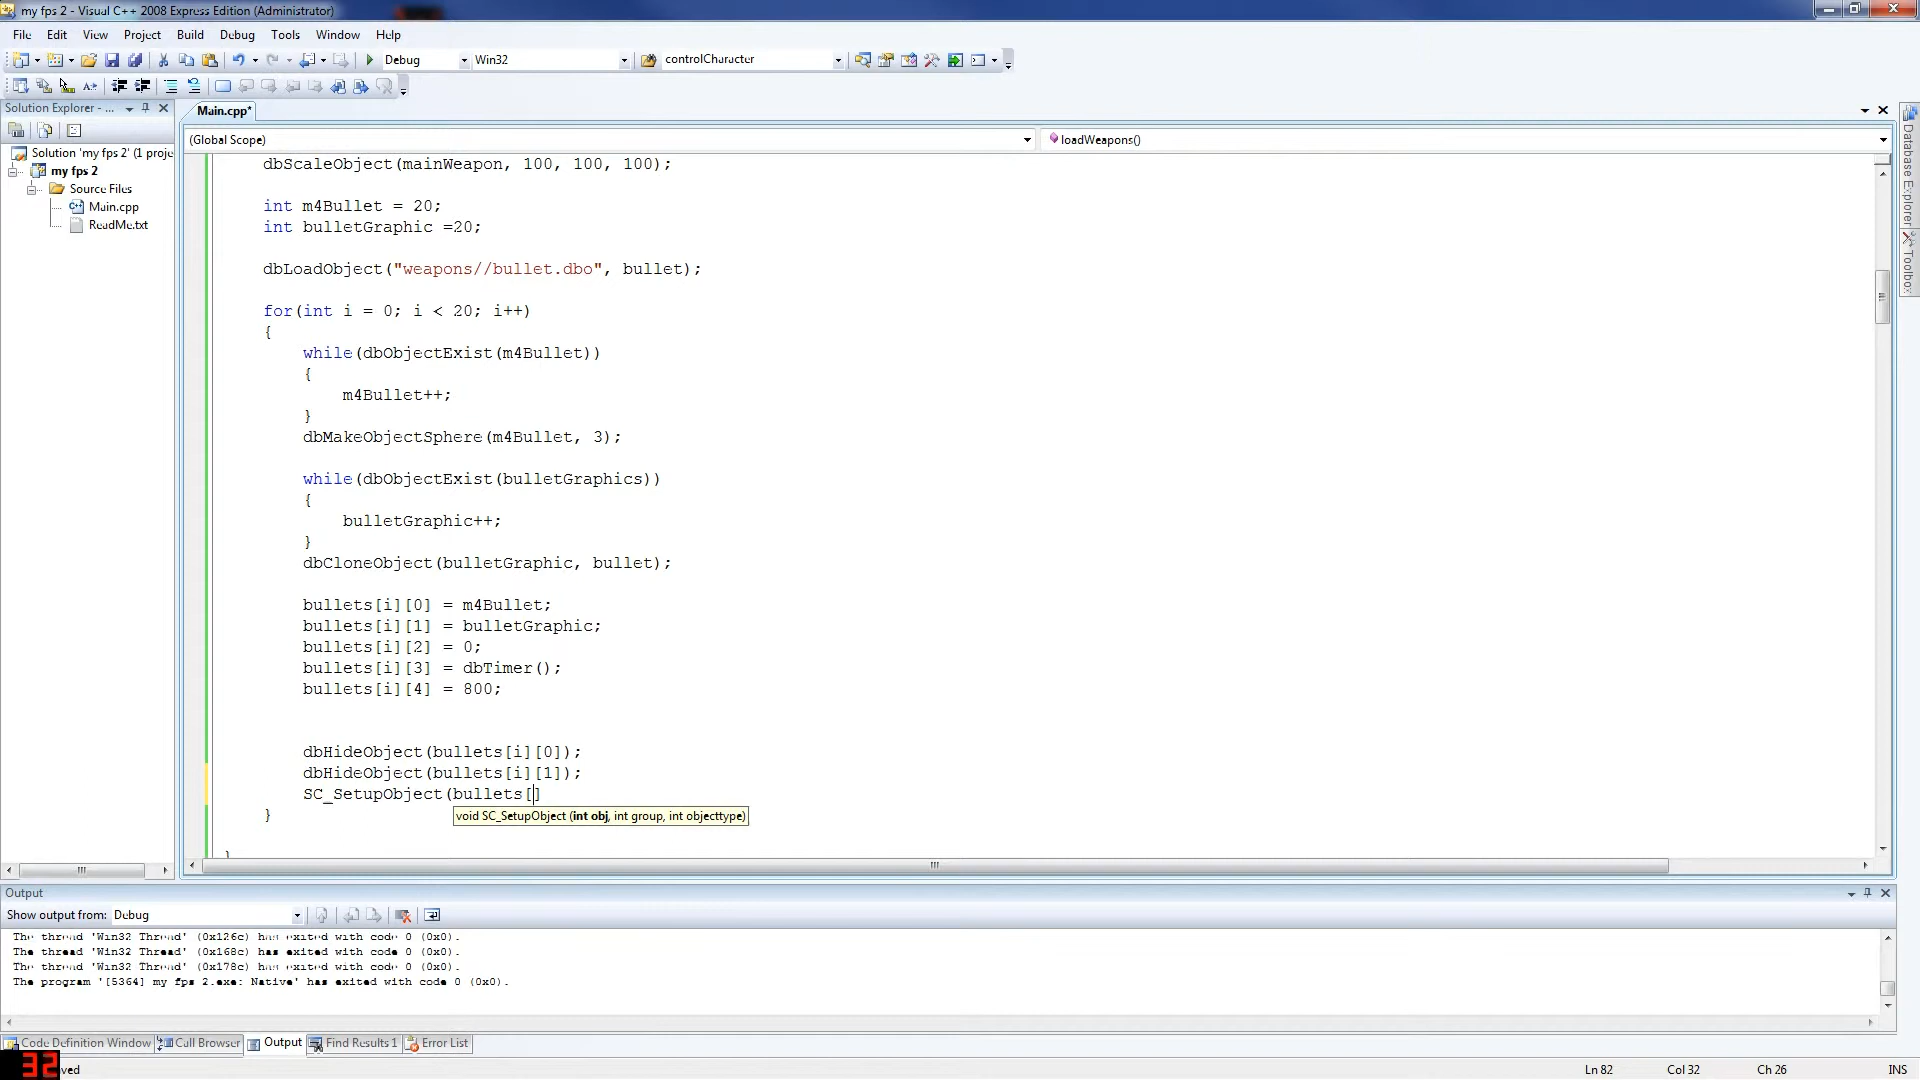 my fps 2 - Visual C++ 2008 Express Edition (Administrator)
File Edit View Project Build Debug Tools Window Help
Debug Win32 controlCharacter
Solution Explorer - ...
Main.cpp*
(Global Scope) loadWeapons()
Solution 'my fps 2' (1 proje
my fps 2
Source Files
Main.cpp
ReadMe.txt
dbScaleObject(mainWeapon, 100, 100, 100);
int m4Bullet = 20;
int bulletGraphic =20;
dbLoadObject("weapons//bullet.dbo", bullet);
for(int i = 0; i < 20; i++)
{
while(dbObjectExist(m4Bullet))
{
m4Bullet++;
}
dbMakeObjectSphere(m4Bullet, 3);
while(dbObjectExist(bulletGraphics))
{
bulletGraphic++;
}
dbCloneObject(bulletGraphic, bullet);
bullets[i][0] = m4Bullet;
bullets[i][1] = bulletGraphic;
bullets[i][2] = 0;
bullets[i][3] = dbTimer();
bullets[i][4] = 800;
dbHideObject(bullets[i][0]);
dbHideObject(bullets[i][1]);
SC_SetupObject(bullets[]
void SC_SetupObject (int obj, int group, int objecttype)
}
}
Database Explorer
Toolbox
Output
Show output from: Debug
The thread 'Win32 Thread' (0x126c) has exited with code 0 (0x0).
The thread 'Win32 Thread' (0x168c) has exited with code 0 (0x0).
The thread 'Win32 Thread' (0x178c) has exited with code 0 (0x0).
The program '[5364] my fps 2.exe: Native' has exited with code 0 (0x0).
Code Definition Window Call Browser Output Find Results 1 Error List
32 ved Ln 82 Col 32 Ch 26 INS